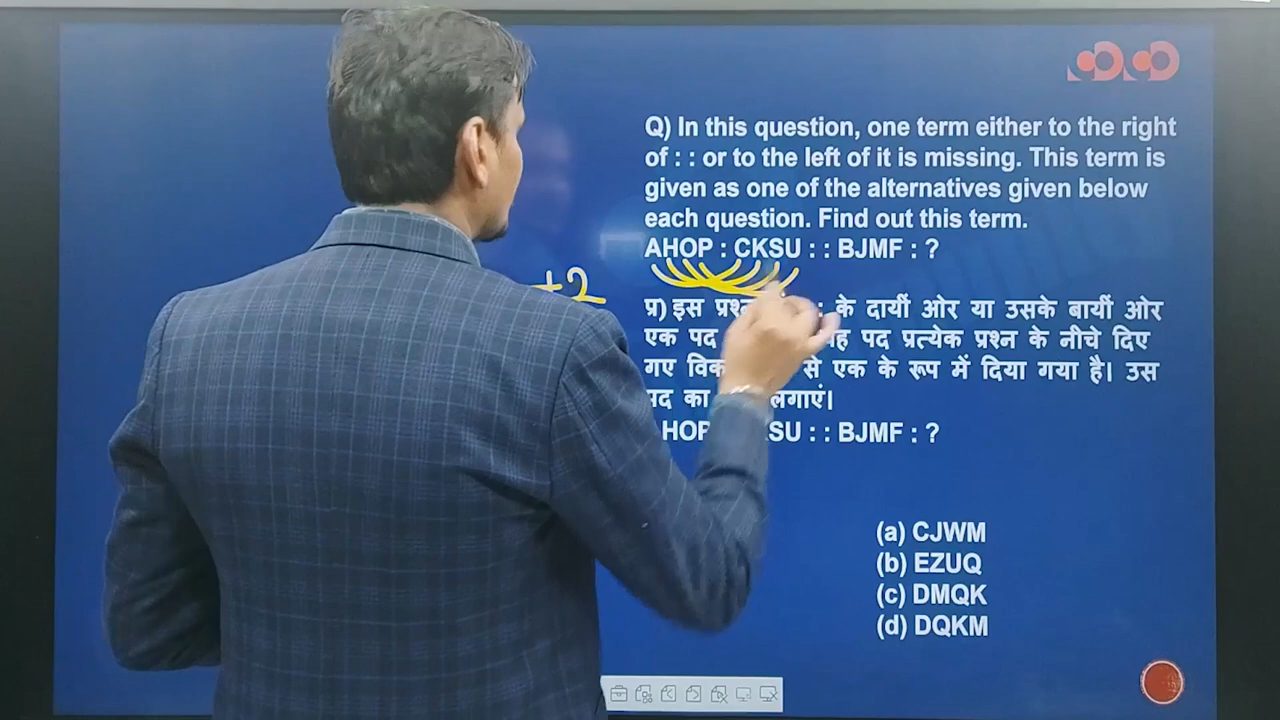 Q) In this question, one term either to the right
of : : or to the left of it is missing. This term is
given as one of the alternatives given below
each question. Find out this term.
AHOP : CKSU : : BJMF : ?
+2
प्र) इस : के दायीं ओर या उसके बायीं ओर
एक पद पद प्रत्येक प्रश्न के नीचे दिए
गए से एक के रूप में दिया गया है। उस
का लगाएं।
SU : : BJMF : ?
(a) CJWM
(b) EZUQ
(c) DMQK
(d) DQKM